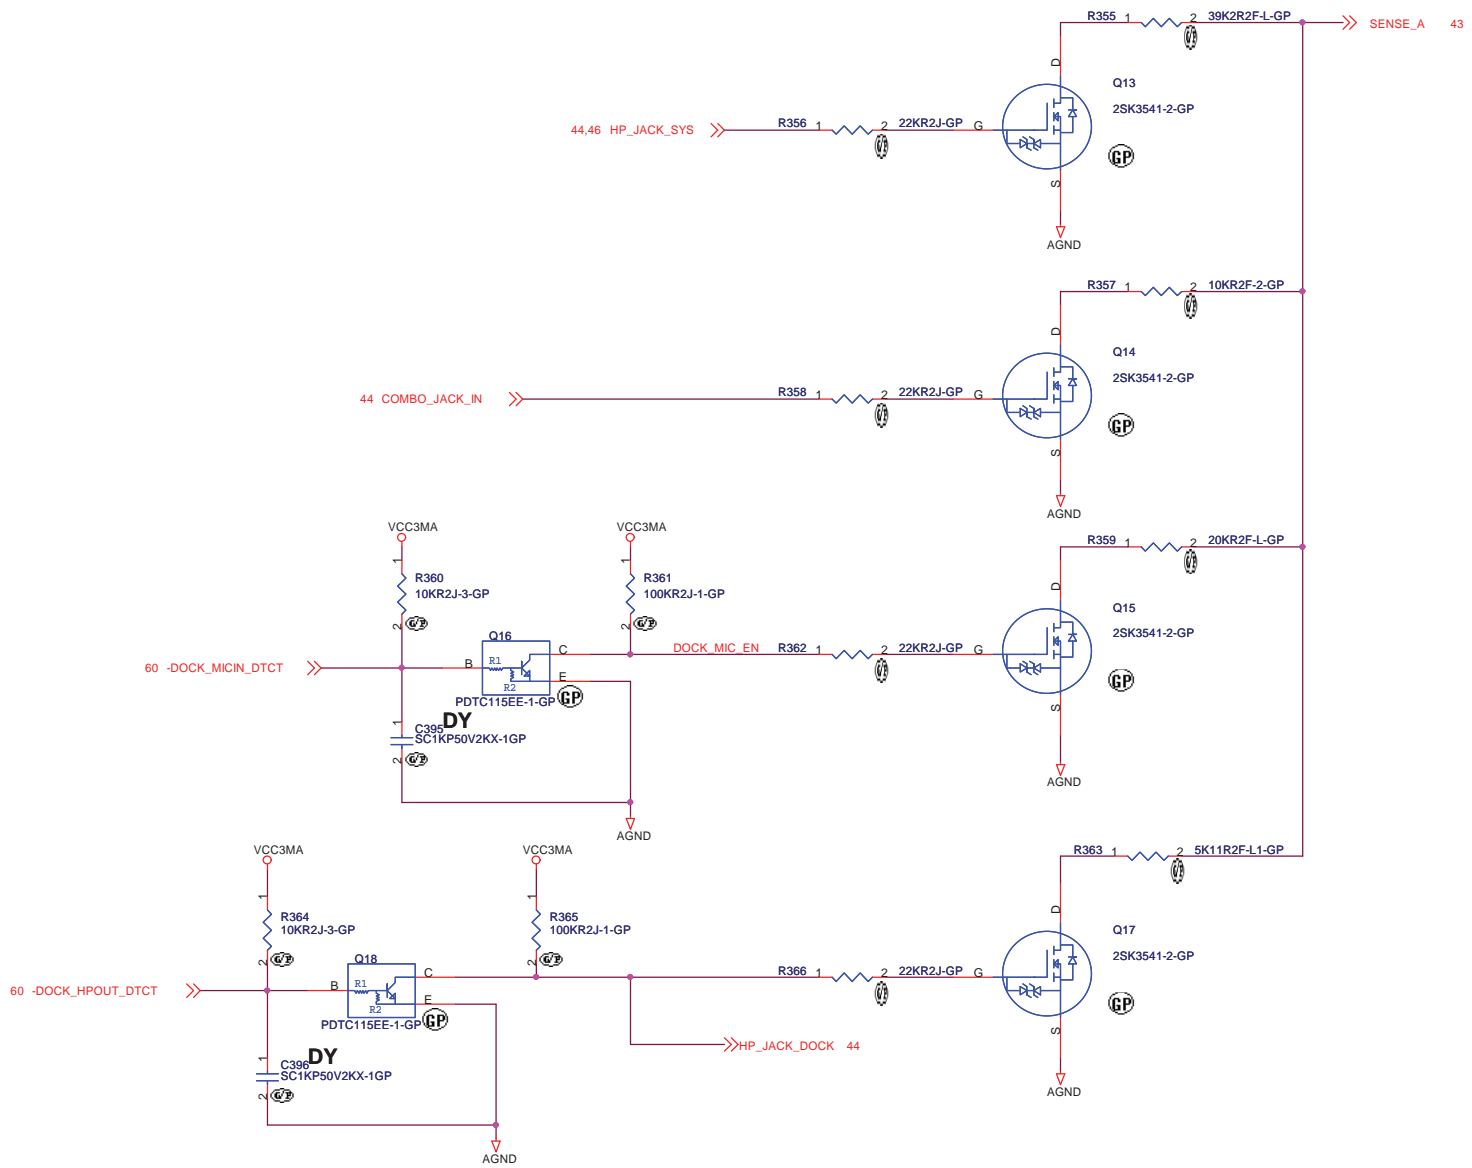 R355 1 2 39K2R2F-L-GP
SENSE_A 43
G/P
D
Q13
2SK3541-2-GP
44,46 HP_JACK_SYS
R356 1 2 22KR2J-GP G
G/P
GP
S
AGND
R357 1 2 10KR2F-2-GP
G/P
D
Q14
2SK3541-2-GP
44 COMBO_JACK_IN
R358 1 2 22KR2J-GP G
G/P
GP
S
AGND
VCC3MA
VCC3MA
R359 1 2 20KR2F-L-GP
G/P
1
R360
10KR2J-3-GP
2 G/P
1
R361
100KR2J-1-GP
2 G/P
D
Q15
2SK3541-2-GP
Q16
60 -DOCK_MICIN_DTCT
B R1 R2 C E
DOCK_MIC_EN
R362 1 2 22KR2J-GP G
G/P
GP
PDTC115EE-1-GP GP
S
1
C395 DY
SC1KP50V2KX-1GP
2 G/P
AGND
AGND
VCC3MA
VCC3MA
R363 1 2 5K11R2F-L1-GP
G/P
1
R364
10KR2J-3-GP
2 G/P
1
R365
100KR2J-1-GP
2 G/P
D
Q17
2SK3541-2-GP
Q18
60 -DOCK_HPOUT_DTCT
B R1 R2 C E
R366 1 2 22KR2J-GP G
G/P
GP
PDTC115EE-1-GP GP
S
HP_JACK_DOCK 44
1
C396 DY
SC1KP50V2KX-1GP
2 G/P
AGND
AGND